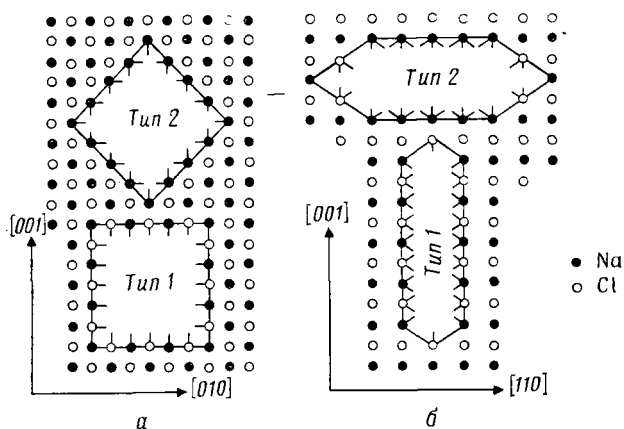 Тип 2
[001]
Тип 1
[010]
а
Тип 2
[001]
Тип 1
[110]
б
Na
Cl